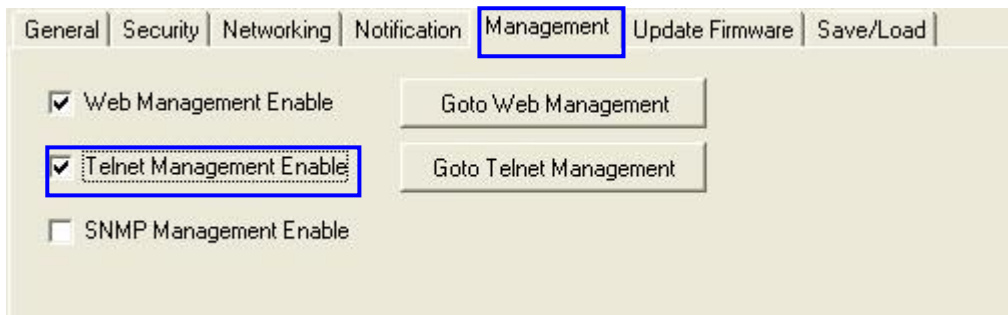 General Security Networking Notification Management Update Firmware Save/Load
Web Management Enable Goto Web Management
Telnet Management Enable Goto Telnet Management
SNMP Management Enable